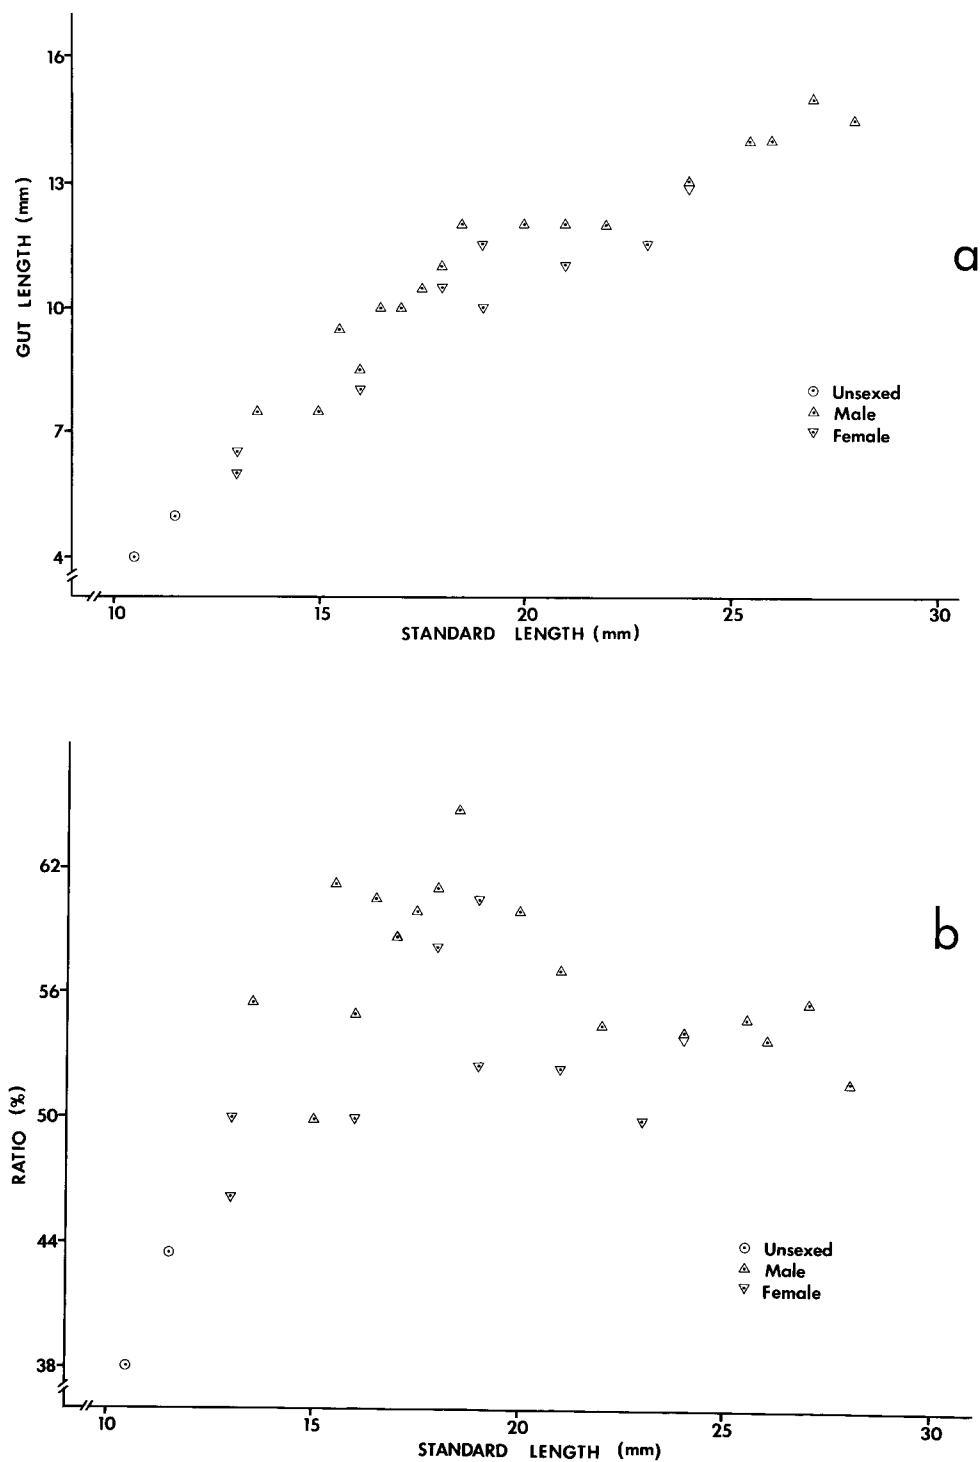 16
13
10
7
4
GUT LENGTH (mm)
a
Unsexed
Male
Female
10 15 20 25 30
STANDARD LENGTH (mm)
62
56
50
44
38
RATIO (%)
b
Unsexed
Male
Female
10 15 20 25 30
STANDARD LENGTH (mm)